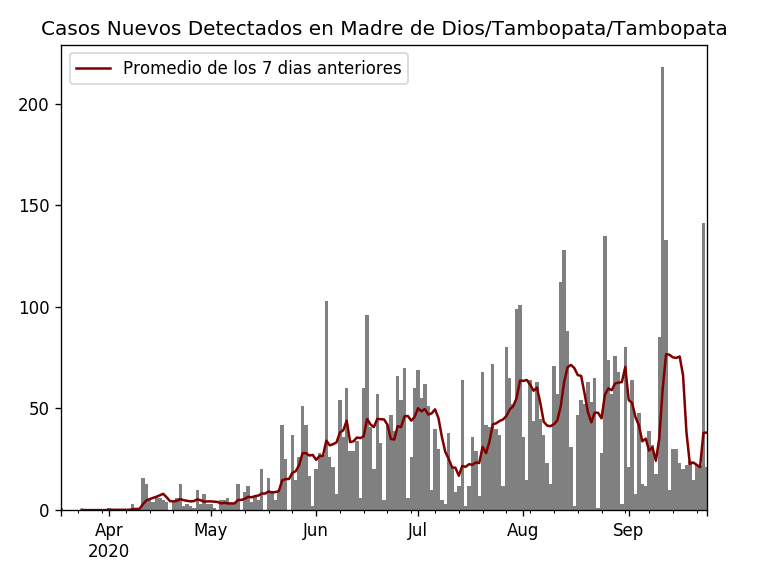 Casos Nuevos Detectados en Madre de Dios/Tambopata/Tambopata
Promedio de los 7 dias anteriores
200
150
100
50
0
Apr May Jun Jul Aug Sep
2020